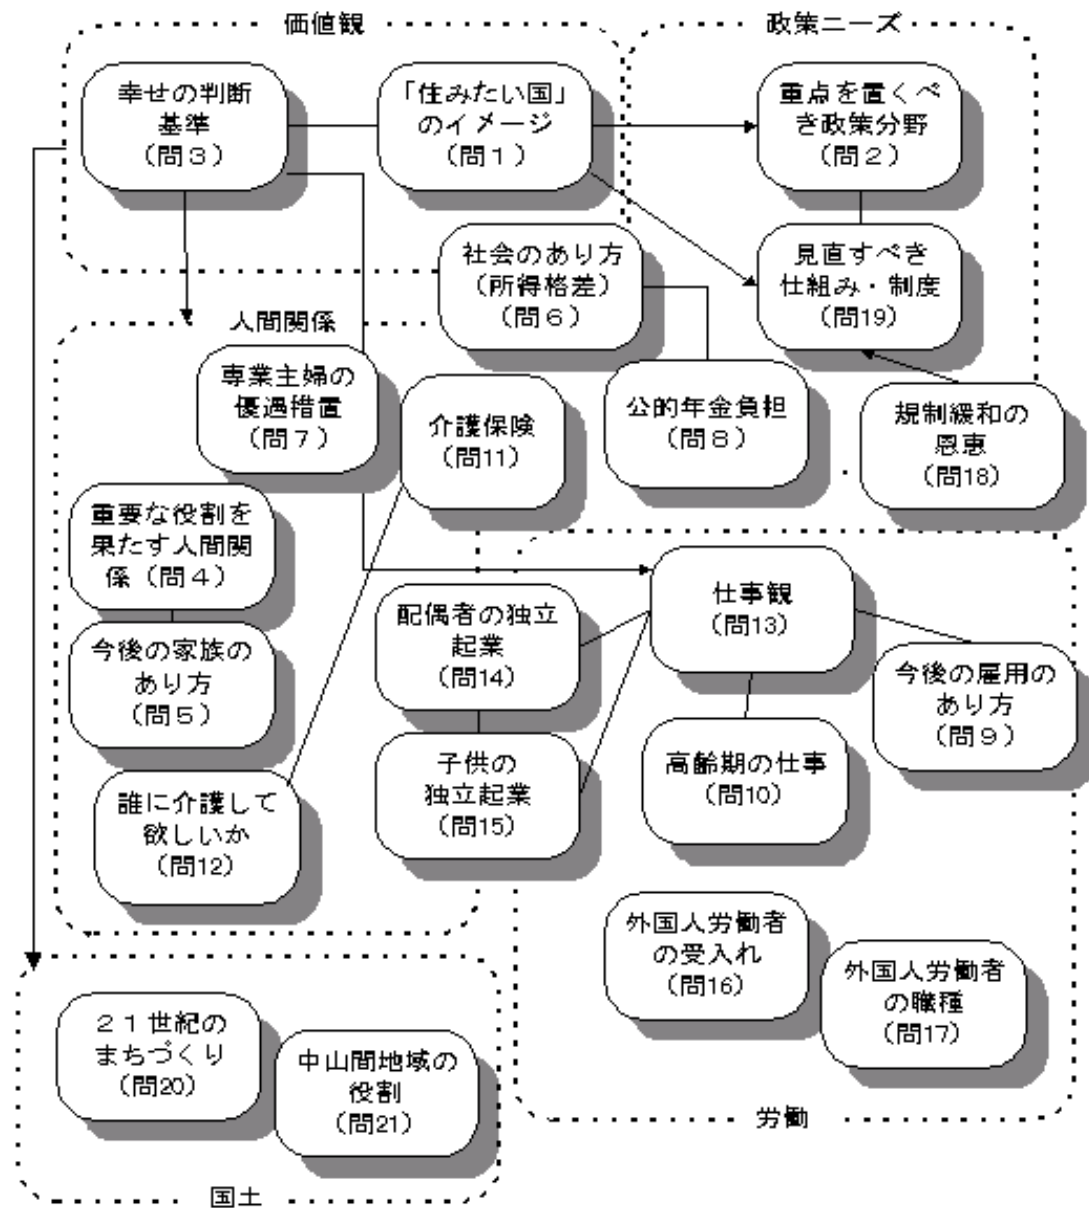 価値観
政策ニーズ
幸せの判断
基準
(問３)
「住みたい国」
のイメージ
(問１)
重点を置くべ
き政策分野
(問２)
社会のあり方
(所得格差)
(問６)
見直すべき
仕組み・制度
(問19)
人間関係
専業主婦の
優遇措置
(問７)
介護保険
(問11)
公的年金負担
(問８)
規制緩和の
恩恵
(問18)
重要な役割を
果たす人間関
係(問４)
今後の家族の
あり方
(問５)
誰に介護して
欲しいか
(問12)
配偶者の独立
起業
(問14)
子供の
独立起業
(問15)
仕事観
(問13)
今後の雇用の
あり方
(問９)
高齢期の仕事
(問10)
外国人労働者
の受入れ
(問16)
外国人労働者
の職種
(問17)
労働
２１世紀の
まちづくり
(問20)
中山間地域の
役割
(問21)
国土